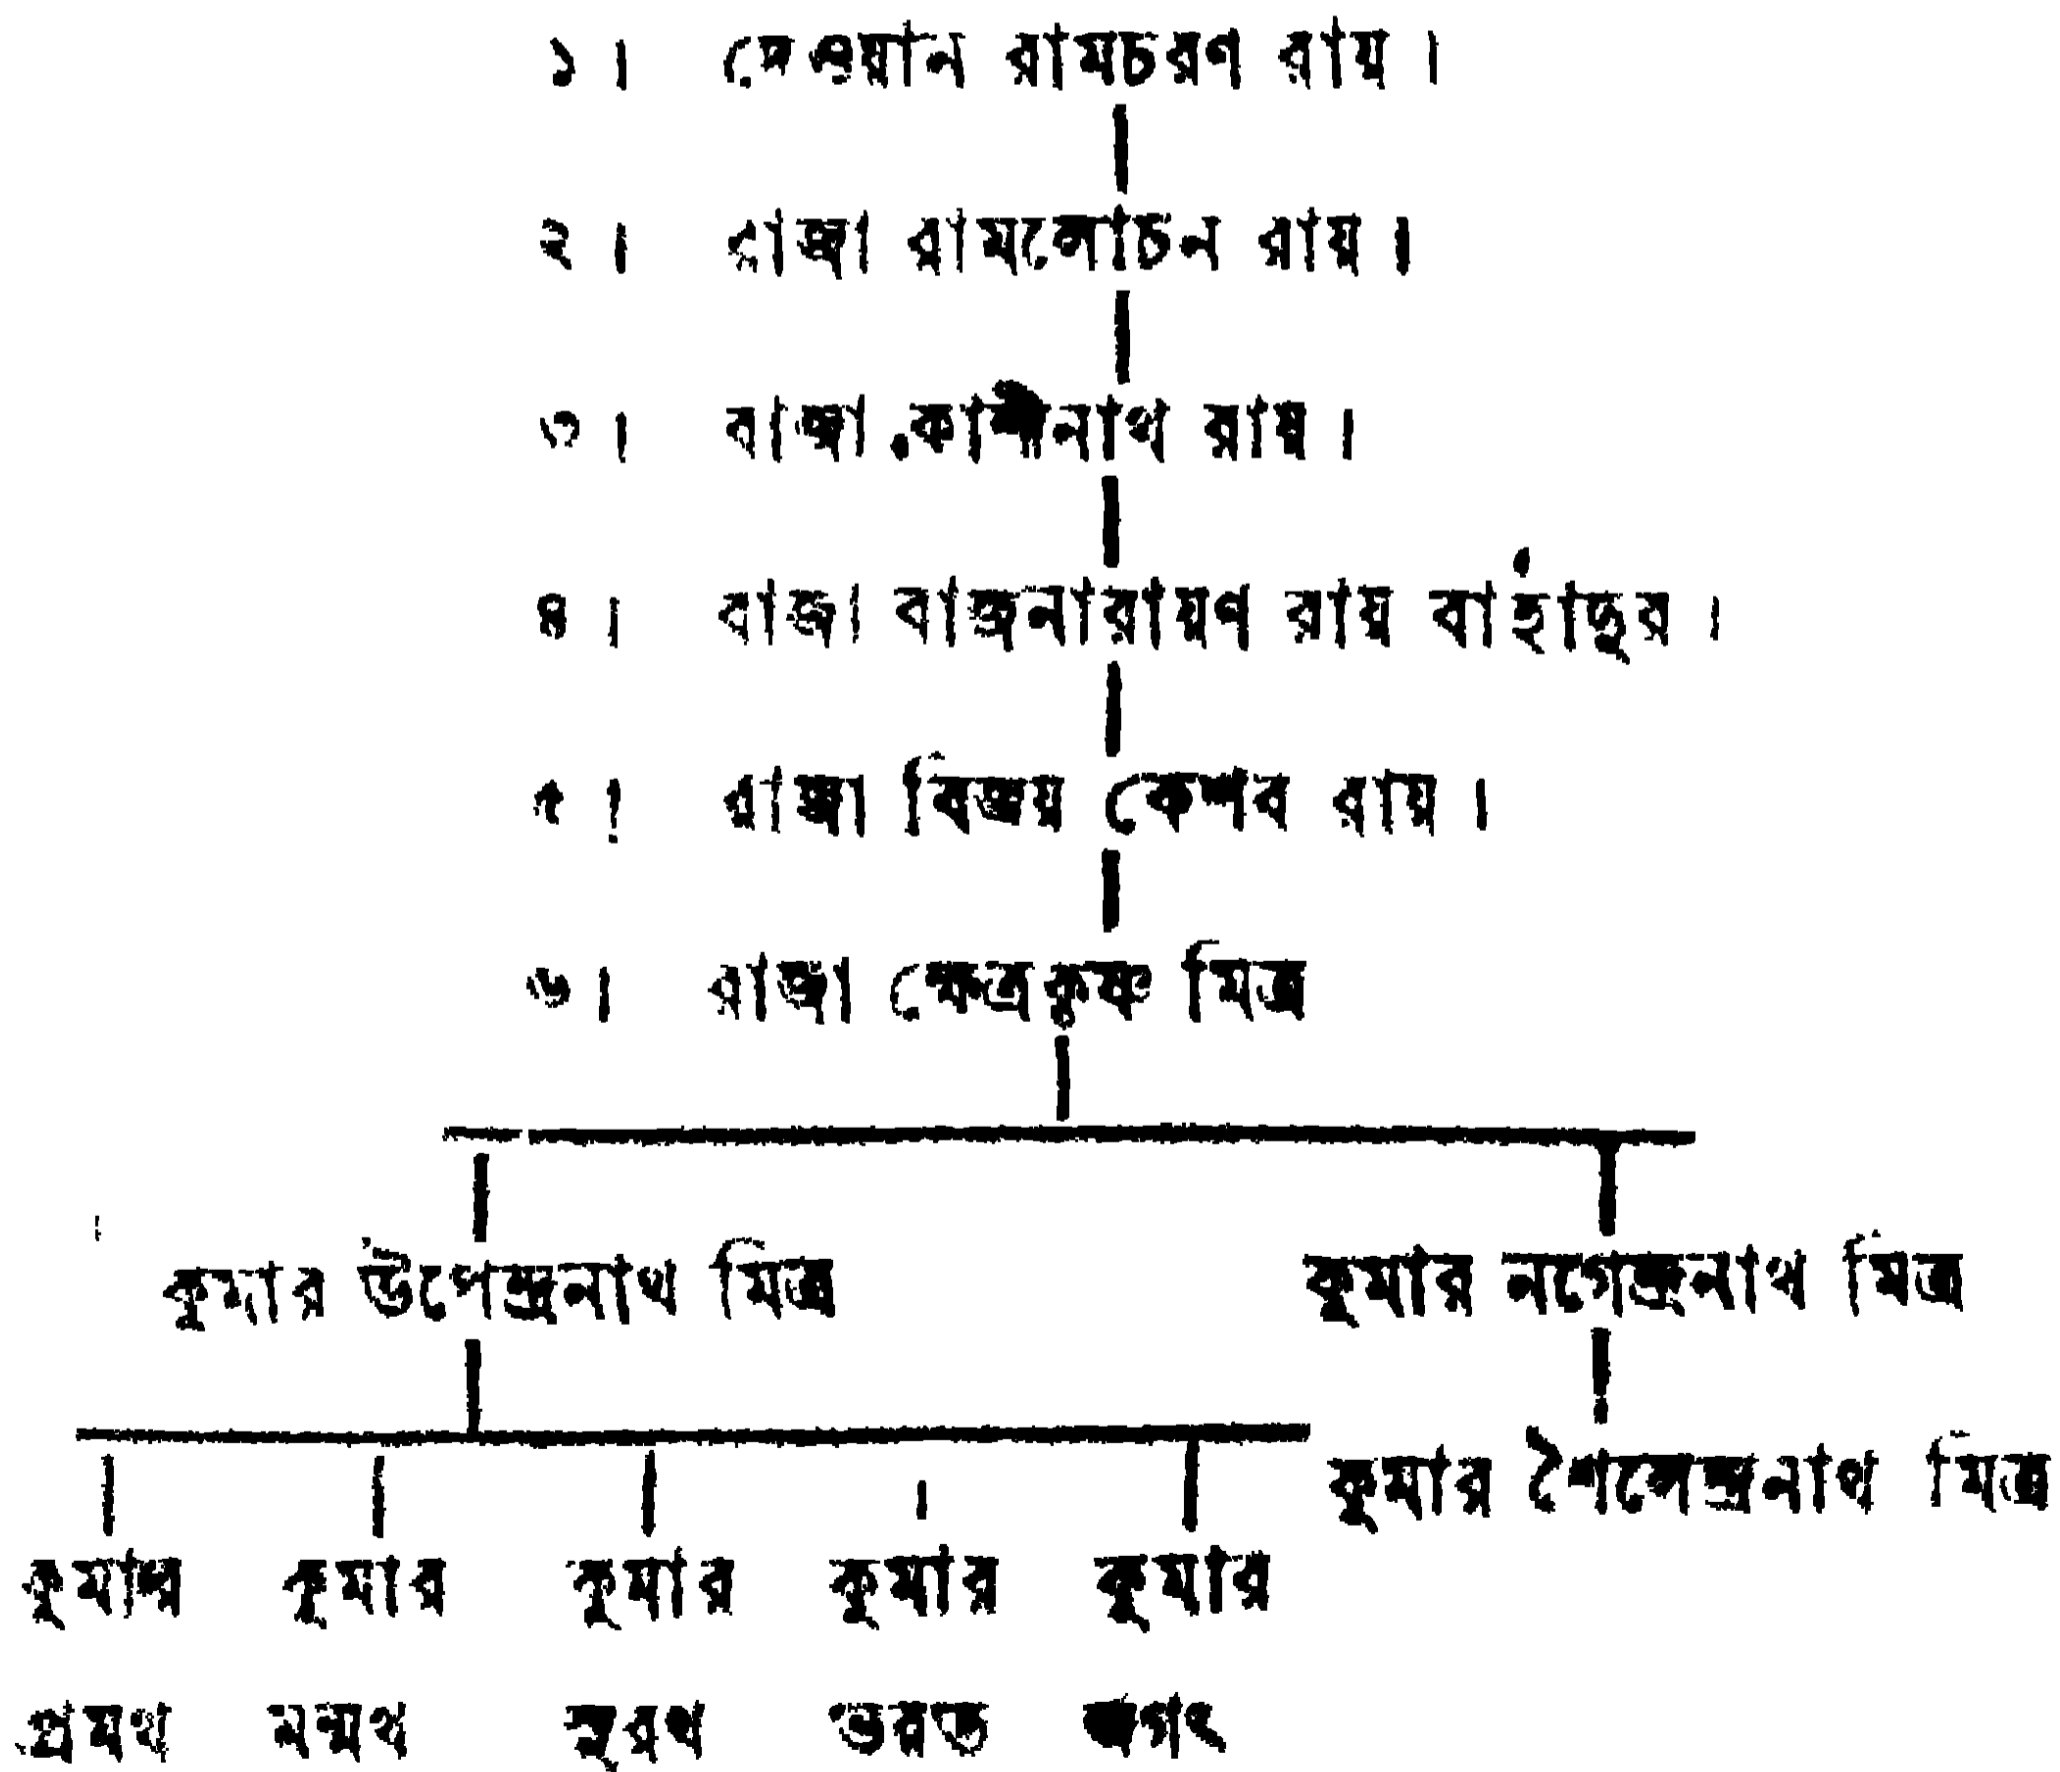 ১। দেওয়ান রামচরণ রায়।
২। রাজা রামলোচন রায়।
৩। রাজা কাশীনাথ রায়।
৪। রাজা রাজনারায়ণ রায় বাহাদুর।
৫। রাজা বিজয় কেশব রায়।
৬। রাজা ক্ষেত্রকৃষ্ণ মিত্র
কুমার উপেন্দ্রনাথ মিত্র কুমার নগেন্দ্রনাথ মিত্র
কুমার শৈলেন্দ্রনাথ মিত্র
কুমার কুমার কুমার কুমার কুমার
প্রমথ মন্মথ সুরথ ভরত জগৎ